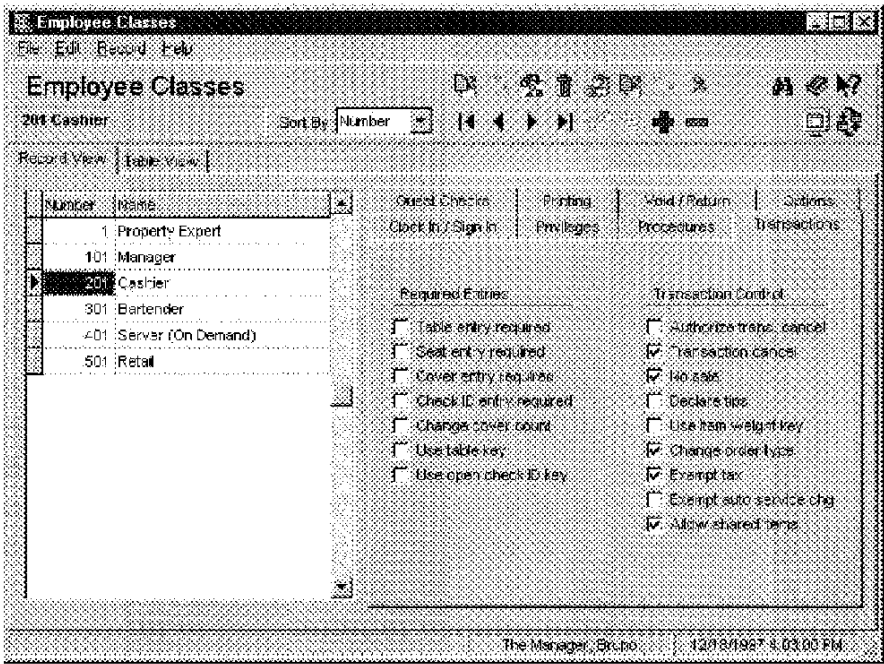 Employee Classes
File Edit Record Help
Employee Classes
201 Cashier
Sort By Number
Record View Table View
Number Name
1 Property Expert
101 Manager
201 Cashier
301 Bartender
401 Server (On Demand)
501 Retail
Guest Checks Printing Void / Return Options
Clock In / Sign In Privileges Procedures Transactions
Required Entries
Table entry required
Seat entry required
Cover entry required
Check ID entry required
Change cover count
Use table key
Use open check ID key
Transaction Control
Authorize trans. cancel
Transaction cancel
No sale
Declare tips
Use item weight key
Change order type
Exempt tax
Exempt auto service chg
Allow shared items
The Manager, Bruno 12/18/1997 4:03:00 PM